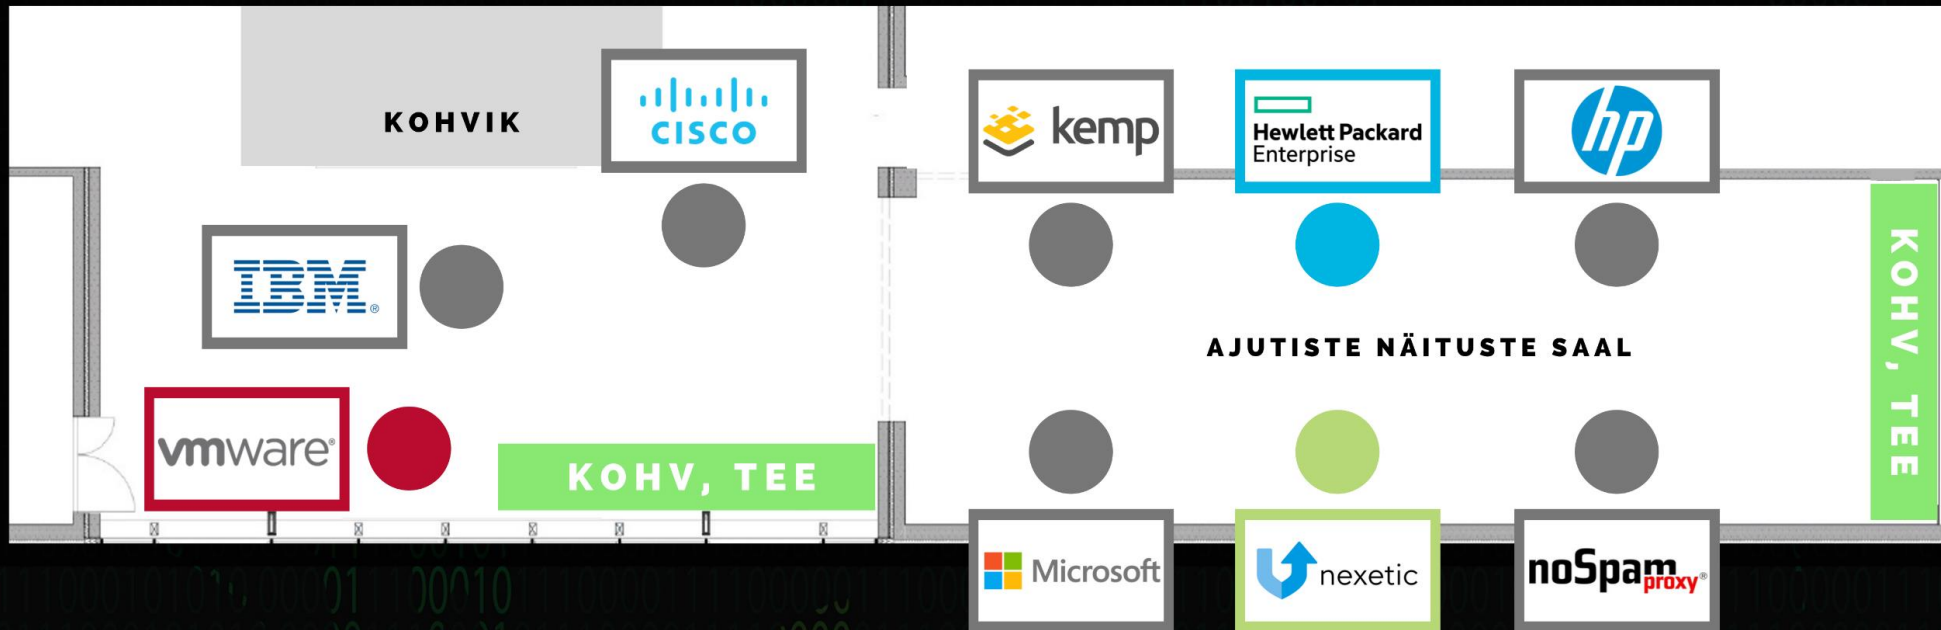 KOHVIK
CISCO
IBM®
vmware®
KOHV, TEE
kemp
Hewlett Packard
Enterprise
hp
AJUTISTE NÄITUSTE SAAL
KOHV, TEE
Microsoft
nexetic
noSpam
proxy®